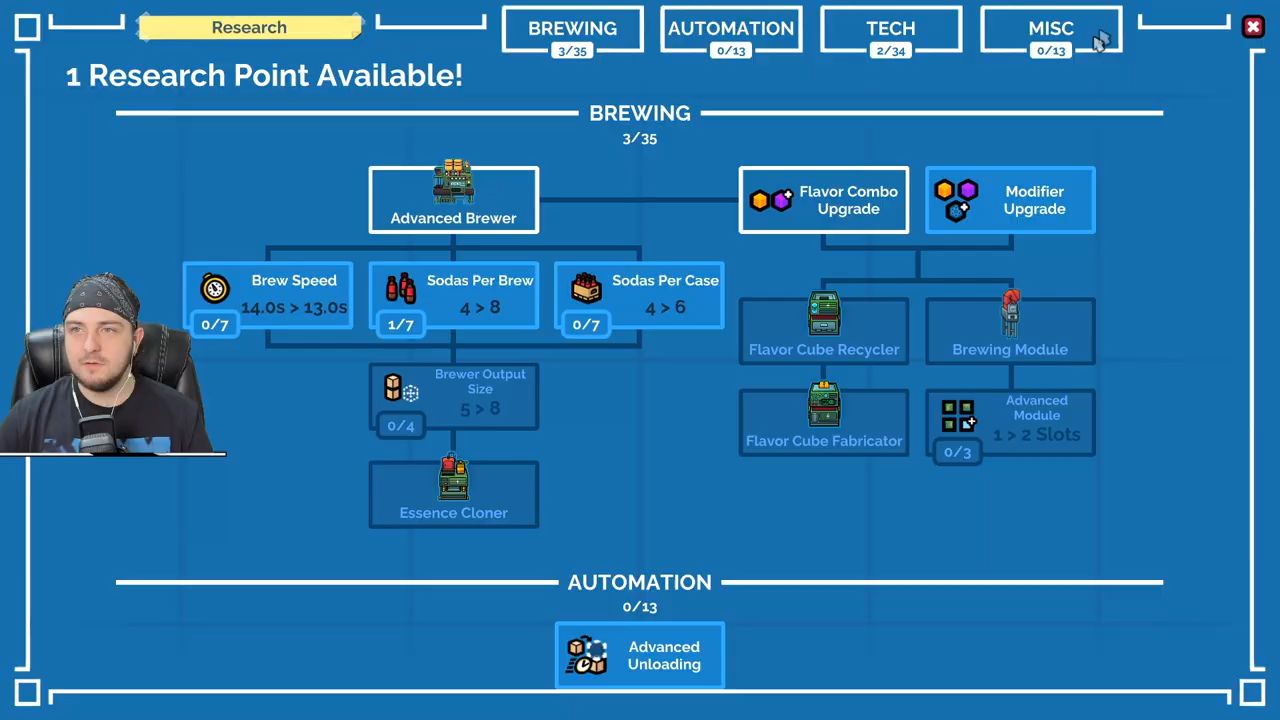 Research
BREWING
3/35
AUTOMATION
0/13
TECH
2/34
MISC
0/13
1 Research Point Available!
BREWING
3/35
Advanced Brewer
Flavor Combo
Upgrade
Modifier
Upgrade
Brew Speed
14.0s > 13.0s
0/7
Sodas Per Brew
4 > 8
1/7
Sodas Per Case
4 > 6
0/7
Flavor Cube Recycler
Brewing Module
Brewer Output
Size
5 > 8
0/4
Flavor Cube Fabricator
Advanced
Module
1 > 2 Slots
0/3
Essence Cloner
AUTOMATION
0/13
Advanced
Unloading